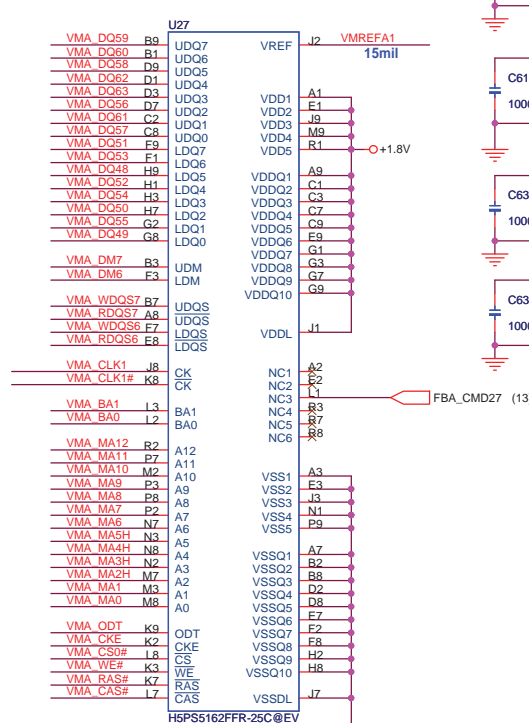 U27
VMA_DQ59 B9 UDQ7 VREF J2 VMREFA1
15mil
VMA_DQ60 B1 UDQ6
VMA_DQ58 D9 UDQ5
VMA_DQ62 D1 UDQ4
VMA_DQ63 D3 UDQ3 VDD1 A1
VMA_DQ56 D7 UDQ2 VDD2 E1
VMA_DQ61 C2 UDQ1 VDD3 J9
VMA_DQ57 C8 UDQ0 VDD4 M9
VMA_DQ51 F9 LDQ7 VDD5 R1 +1.8V
VMA_DQ53 F1 LDQ6
VMA_DQ48 H9 LDQ5 VDDQ1 A9
VMA_DQ52 H1 LDQ4 VDDQ2 C1
VMA_DQ54 H3 LDQ3 VDDQ3 C3
VMA_DQ50 H7 LDQ2 VDDQ4 C7
VMA_DQ55 G2 LDQ1 VDDQ5 C9
VMA_DQ49 G8 LDQ0 VDDQ6 E9
VDDQ7 G1
VMA_DM7 B3 UDM VDDQ8 G3
VMA_DM6 F3 LDM VDDQ9 G7
VDDQ10 G9
VMA_WDQS7 B7 UDQS
VMA_RDQS7 A8 UDQS
VMA_WDQS6 F7 LDQS VDDL J1
VMA_RDQS6 E8 LDQS
VMA_CLK1 J8 CK NC1 A2
VMA_CLK1# K8 CK NC2 E2
NC3 L1 FBA_CMD27 (13
VMA_BA1 L3 BA1 NC4 R3
VMA_BA0 L2 BA0 NC5 R7
NC6 R8
VMA_MA12 R2 A12
VMA_MA11 P7 A11
VMA_MA10 M2 A10 VSS1 A3
VMA_MA9 P3 A9 VSS2 E3
VMA_MA8 P8 A8 VSS3 J3
VMA_MA7 P2 A7 VSS4 N1
VMA_MA6 N7 A6 VSS5 P9
VMA_MA5H N3 A5
VMA_MA4H N8 A4 VSSQ1 A7
VMA_MA3H N2 A3 VSSQ2 B2
VMA_MA2H M7 A2 VSSQ3 B8
VMA_MA1 M3 A1 VSSQ4 D2
VMA_MA0 M8 A0 VSSQ5 D8
VSSQ6 E7
VMA_ODT K9 ODT VSSQ7 F2
VMA_CKE K2 CKE VSSQ8 F8
VMA_CS0# L8 CS VSSQ9 H2
VMA_WE# K3 WE VSSQ10 H8
VMA_RAS# K7 RAS
VMA_CAS# L7 CAS VSSDL J7
H5PS5162FFR-25C@EV
C61
100
C63
100
C63
100